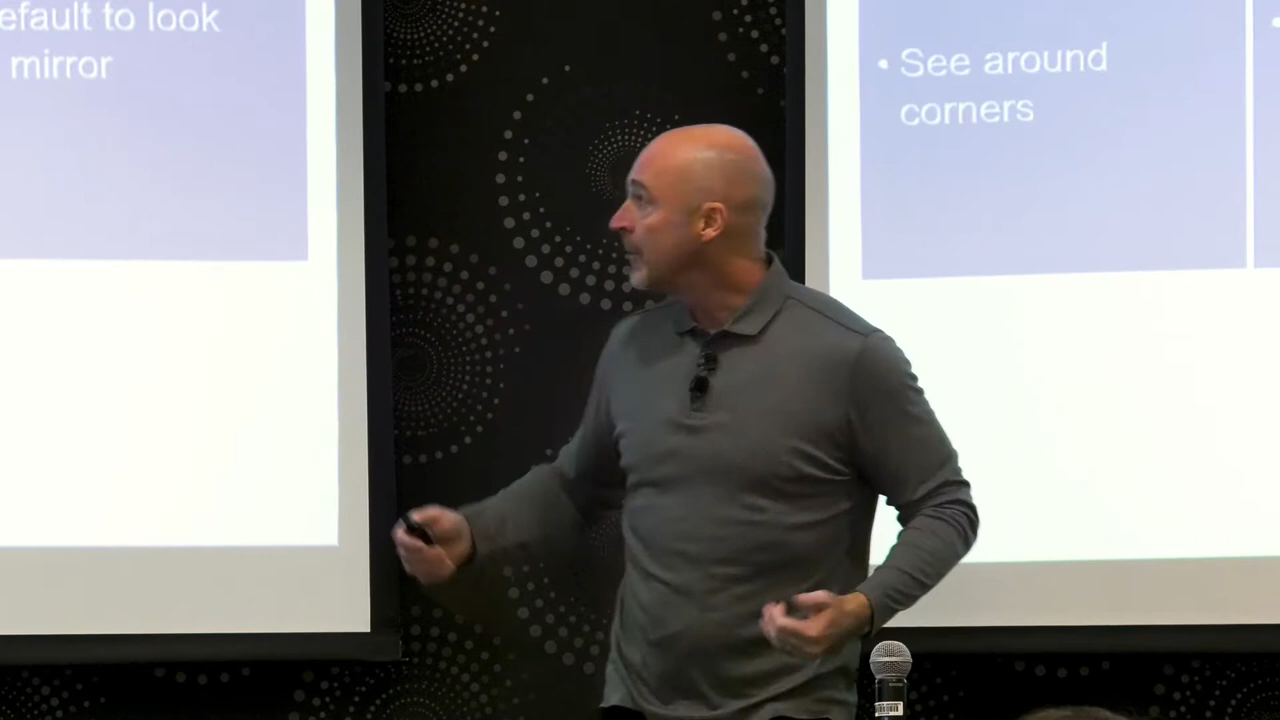 efault to look
mirror
• See around
corners